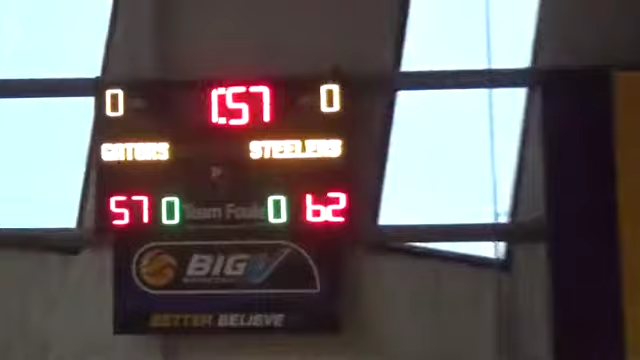 0 0:57 0
GATORS STEELERS
P
57 0 Team Fouls 0 62
BIG V
BETTER BELIEVE